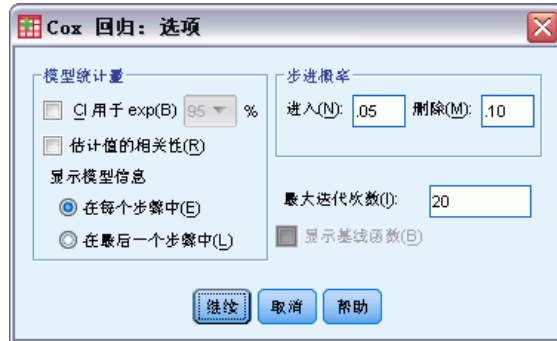 Cox 回归：选项
模型统计量
CI 用于 exp(B) 95 %
估计值的相关性(R)
显示模型信息
在每个步骤中(E)
在最后一个步骤中(L)
步进概率
进入(N): .05 删除(M): .10
最大迭代次数(I): 20
显示基线函数(B)
继续 取消 帮助